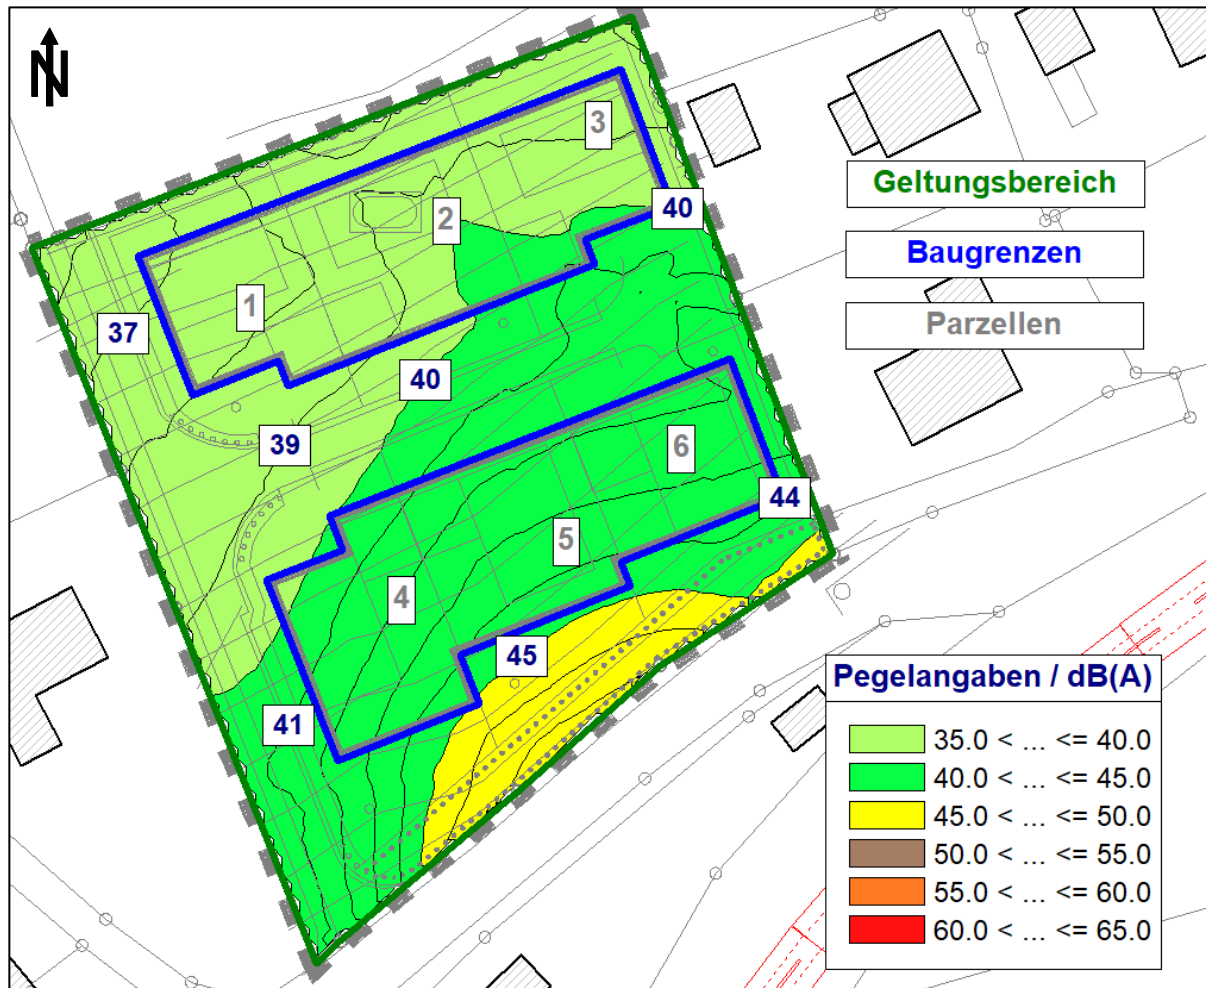 N
3
Geltungsbereich
2
40
Baugrenzen
1
Parzellen
37
40
39
6
44
5
4
45
41
Pegelangaben / dB(A)
35.0 < ... <= 40.0
40.0 < ... <= 45.0
45.0 < ... <= 50.0
50.0 < ... <= 55.0
55.0 < ... <= 60.0
60.0 < ... <= 65.0